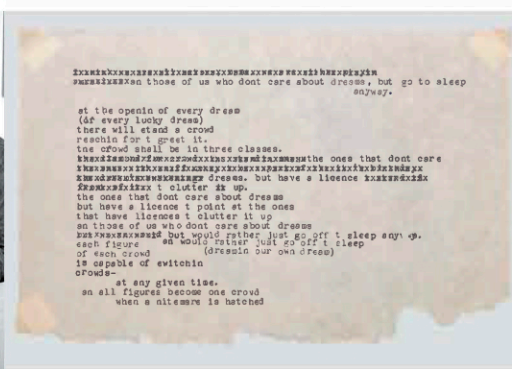 an those of us who dont care about dreams, but go to sleep
anyway.
at the openin of every dream
(áf every lucky dream)
there will stand a crowd
reachin for t greet it.
the crowd shall be in three classes.
the ones that dont care
dreams. but have a licence
t clutter it up.
the ones that dont care about dreams
but have a licence t point at the ones
that have licences t clutter it up
an those of us who dont care about dreams
but would rather just go off t sleep anyway.
each figure an would rather just go off t sleep
of each crowd (dreamin our own dream)
is capable of switchin
crowds-
at any given time.
an all figures become one crowd
when a nitemare is hatched